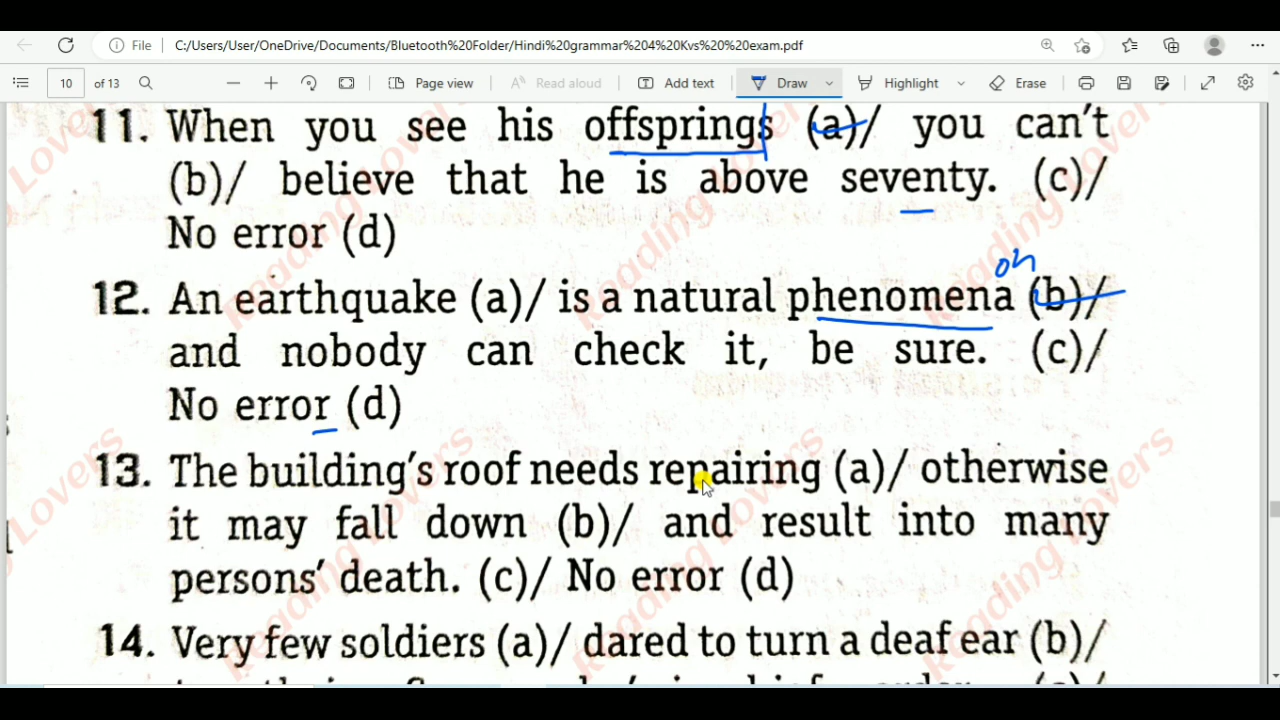 File C:/Users/User/OneDrive/Documents/Bluetooth%20Folder/Hindi%20grammar%204%20Kvs%20%20exam.pdf
10 of 13 Page view Read aloud Add text Draw Highlight Erase
11. When you see his offsprings (a)/ you can't
(b)/ believe that he is above seventy. (c)/
No error (d)
on
12. An earthquake (a)/ is a natural phenomena (b)/
and nobody can check it, be sure. (c)/
No error (d)
13. The building's roof needs repairing (a)/ otherwise
it may fall down (b)/ and result into many
persons' death. (c)/ No error (d)
14. Very few soldiers (a)/ dared to turn a deaf ear (b)/
Reading Lovers